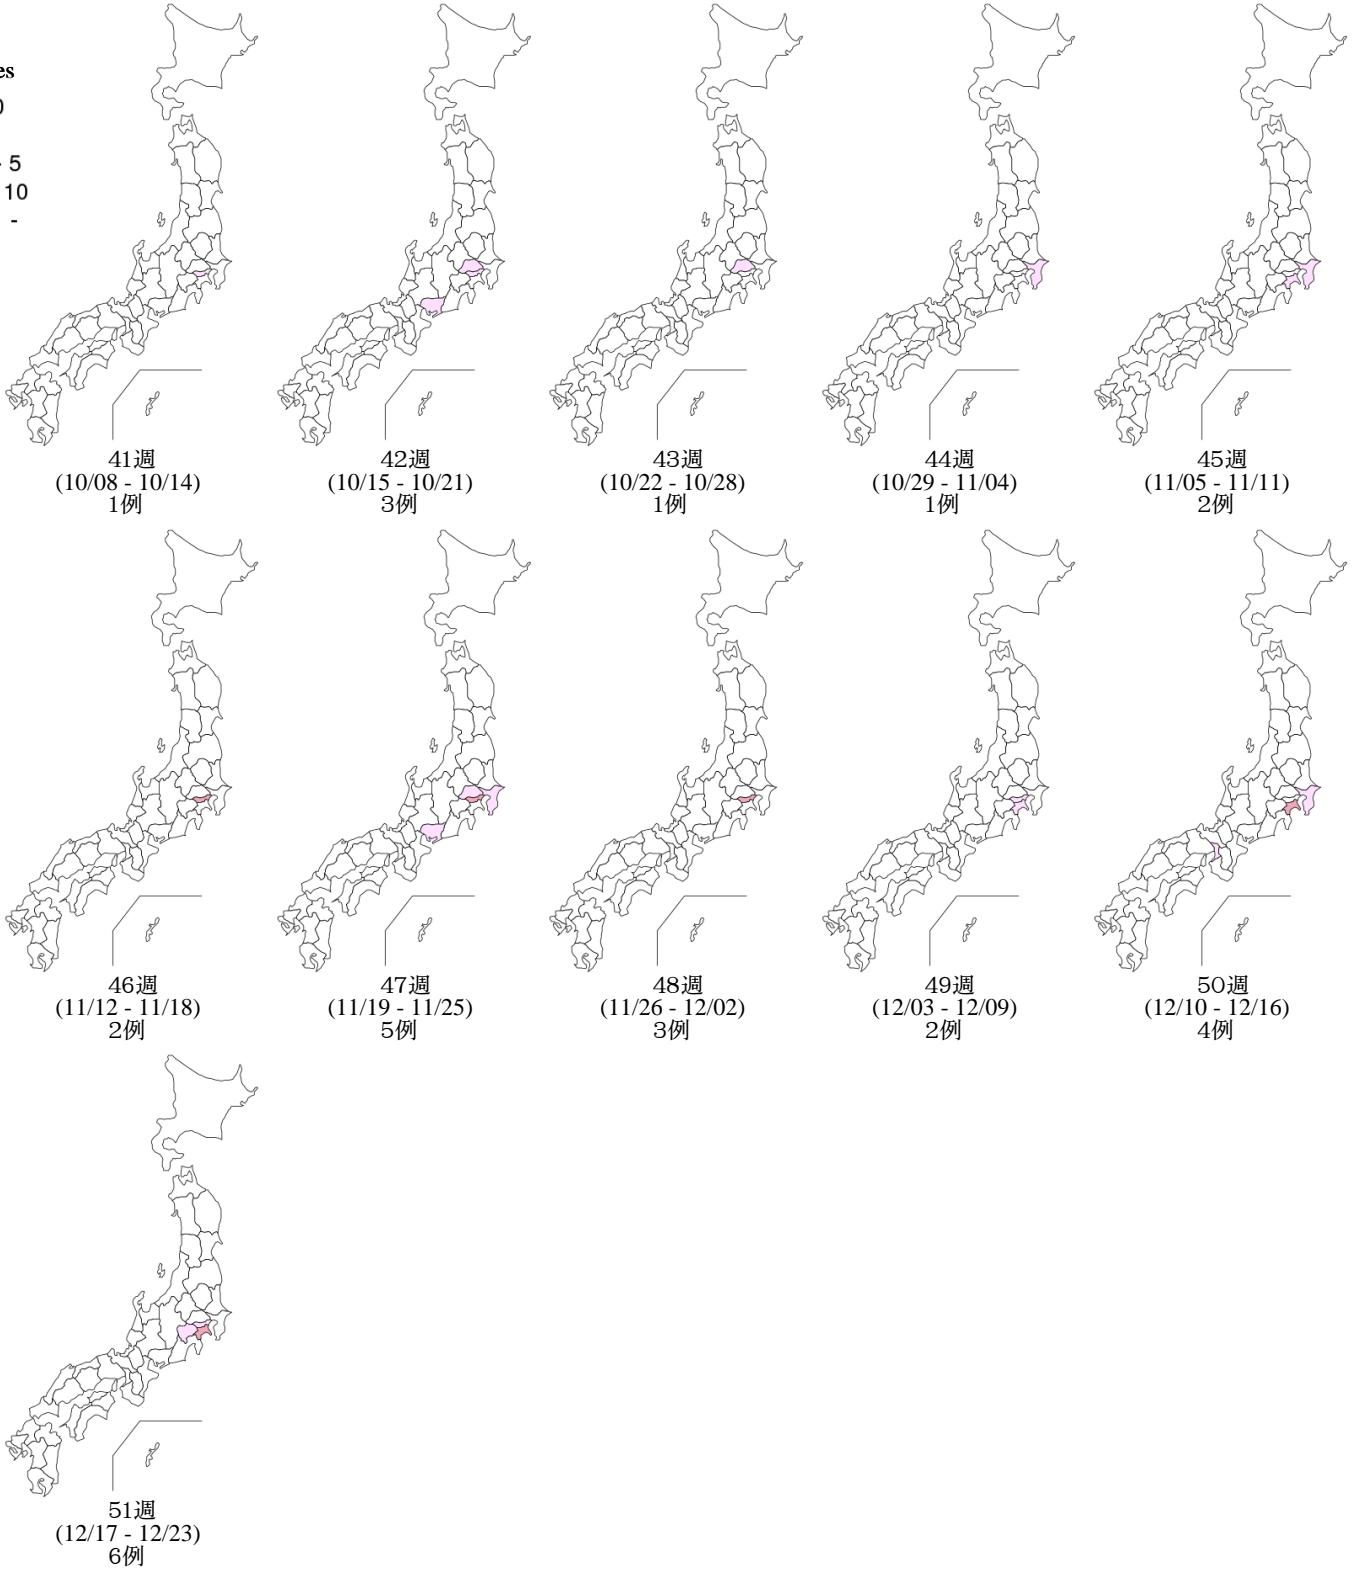 es
0
- 5
10
-
41週
(10/08 - 10/14)
1例
42週
(10/15 - 10/21)
3例
43週
(10/22 - 10/28)
1例
44週
(10/29 - 11/04)
1例
45週
(11/05 - 11/11)
2例
46週
(11/12 - 11/18)
2例
47週
(11/19 - 11/25)
5例
48週
(11/26 - 12/02)
3例
49週
(12/03 - 12/09)
2例
50週
(12/10 - 12/16)
4例
51週
(12/17 - 12/23)
6例